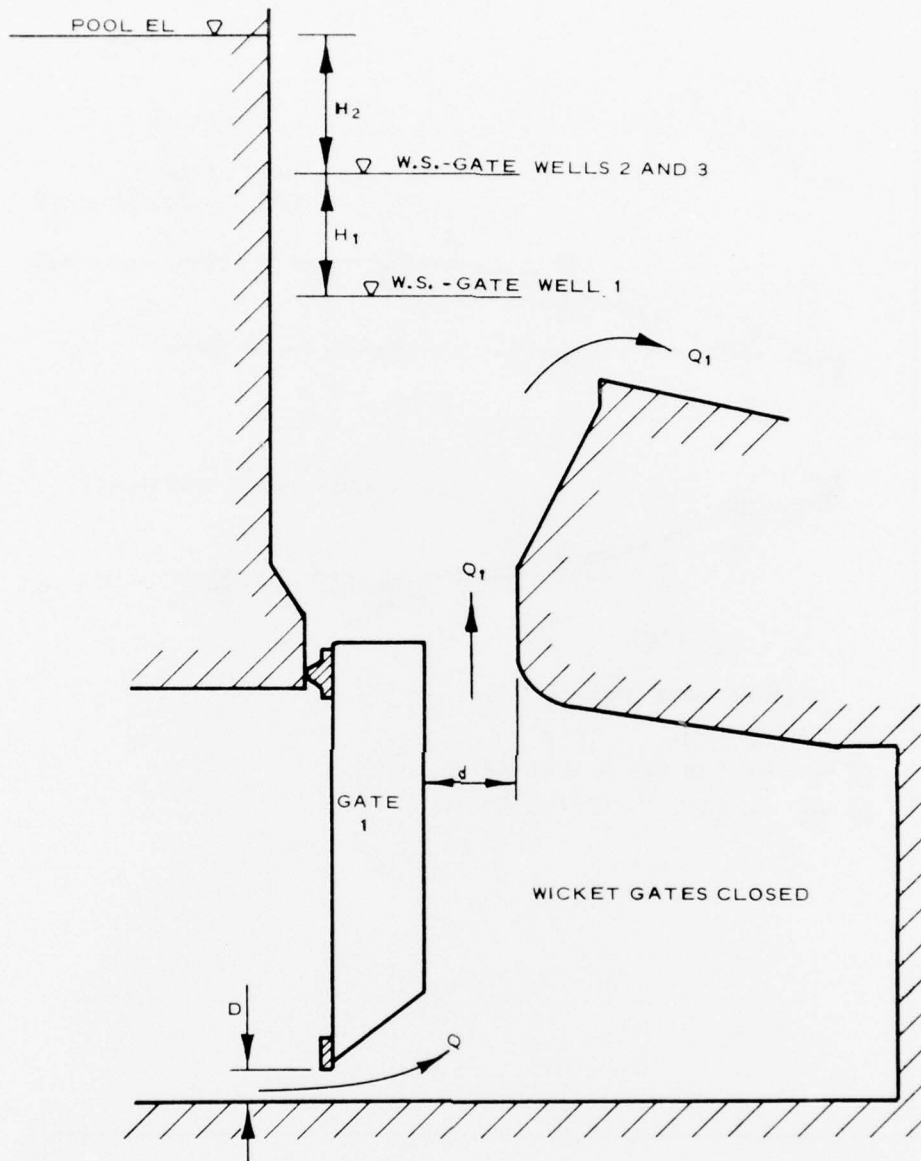 POOL EL
H2
W.S.-GATE WELLS 2 AND 3
H1
W.S.-GATE WELL 1
Q1
Q1
d
GATE
1
WICKET GATES CLOSED
D
Q